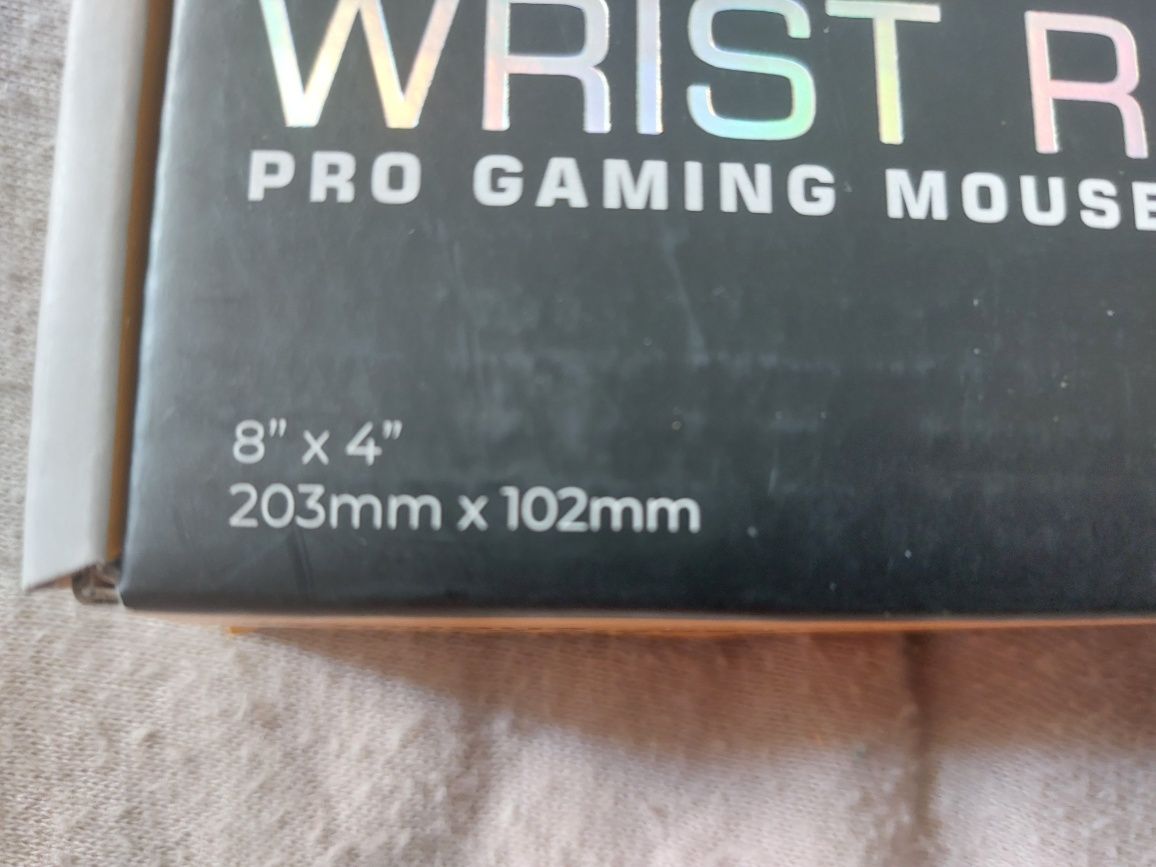 WRIST R
PRO GAMING MOUSE
8” x 4”
203mm x 102mm